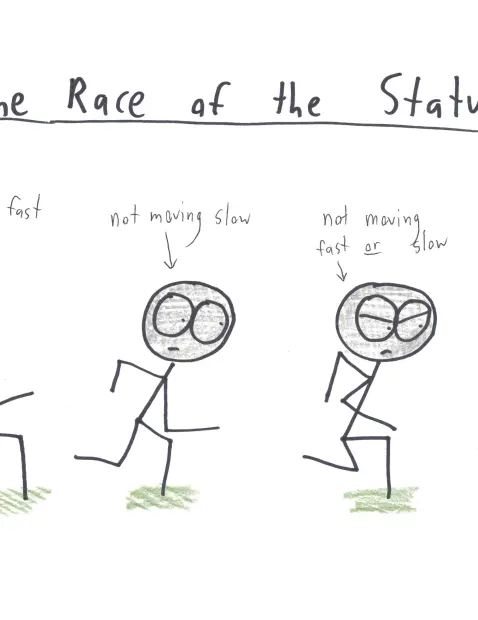 he Race of the Statu
fast
not moving slow
not moving
fast or slow